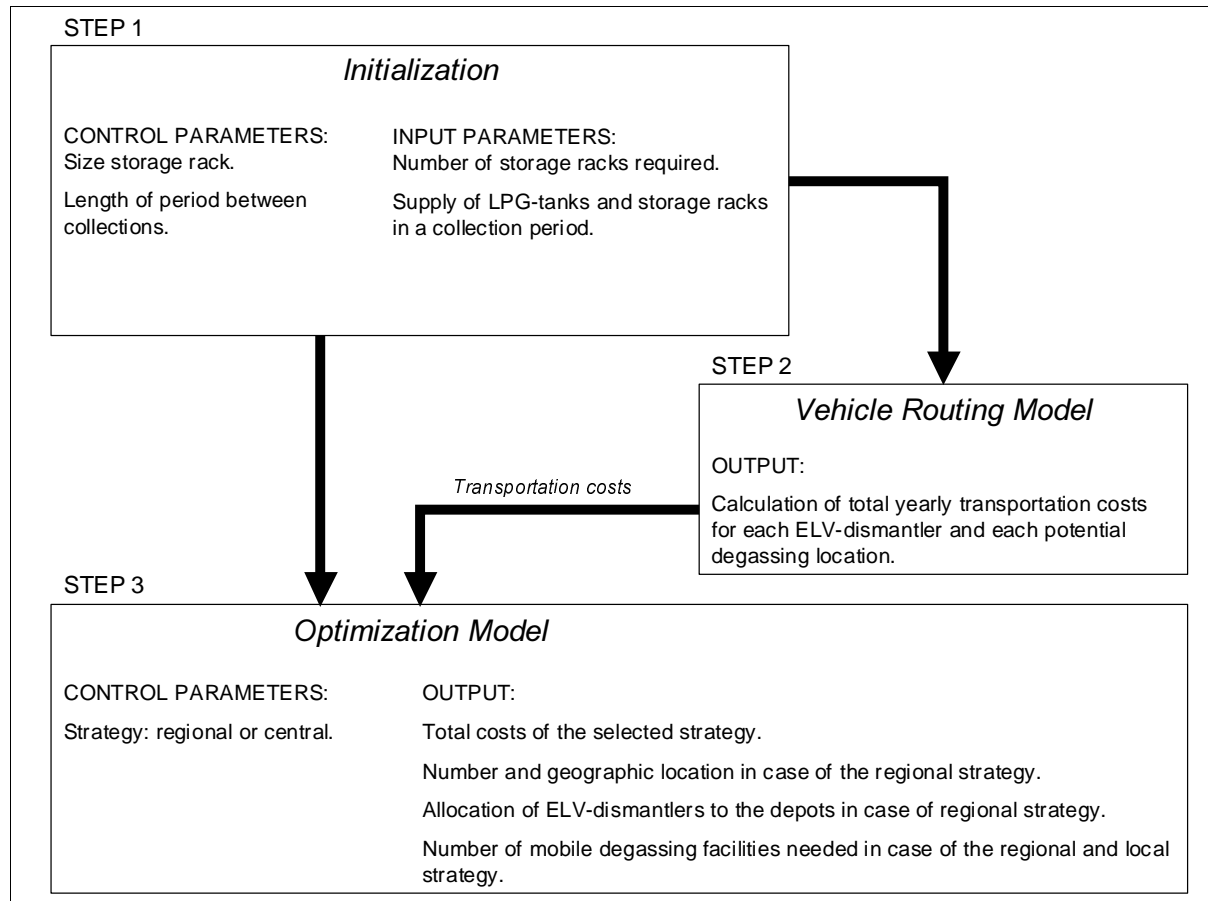 STEP 1
Initialization
CONTROL PARAMETERS:
Size storage rack.
Length of period between
collections.
INPUT PARAMETERS:
Number of storage racks required.
Supply of LPG-tanks and storage racks
in a collection period.
STEP 2
Vehicle Routing Model
OUTPUT:
Calculation of total yearly transportation costs
for each ELV-dismantler and each potential
degassing location.
Transportation costs
STEP 3
Optimization Model
CONTROL PARAMETERS:
Strategy: regional or central.
OUTPUT:
Total costs of the selected strategy.
Number and geographic location in case of the regional strategy.
Allocation of ELV-dismantlers to the depots in case of regional strategy.
Number of mobile degassing facilities needed in case of the regional and local
strategy.